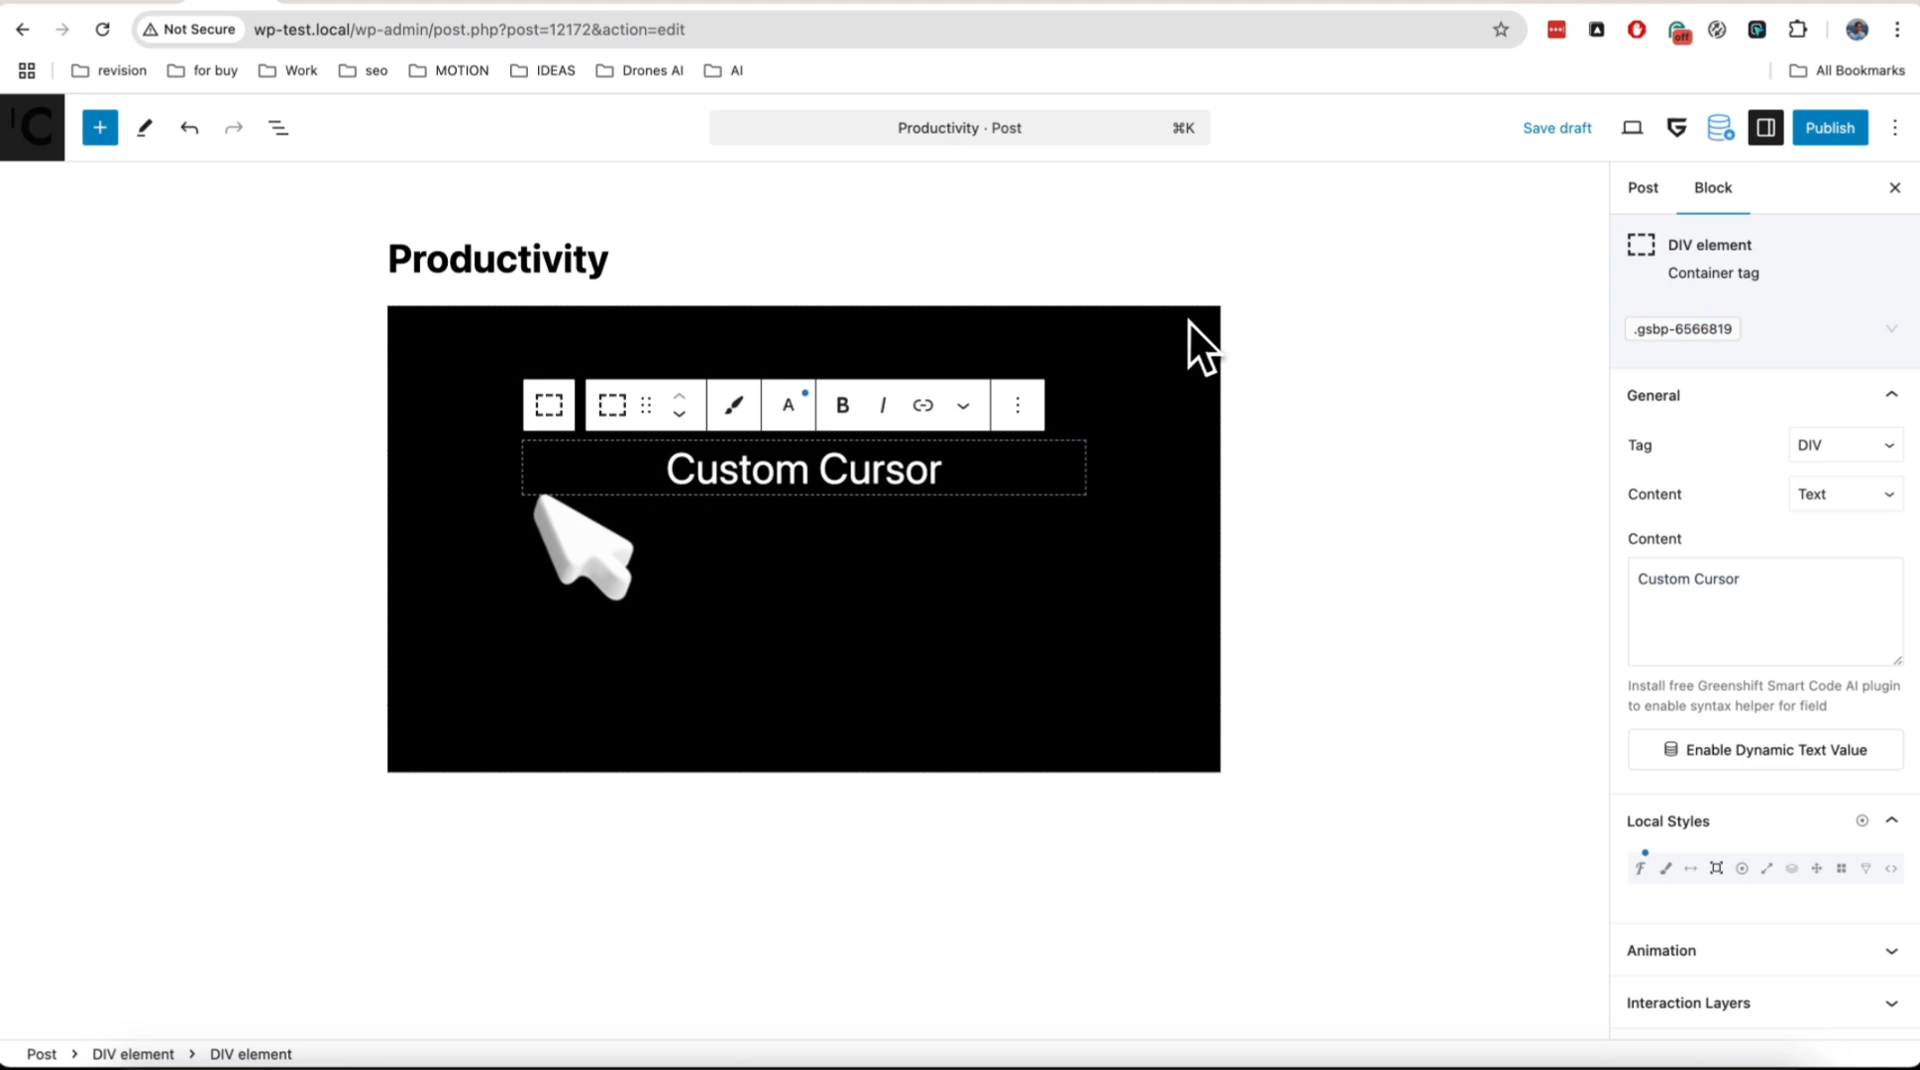 Not Secure wp-test.local/wp-admin/post.php?post=12172&action=edit off
revision for buy Work seo MOTION IDEAS Drones AI AI All Bookmarks
C Productivity · Post ⌘K Save draft Publish
Post Block
Productivity
DIV element
Container tag
.gsbp-6566819
General
A B I
Tag DIV
Custom Cursor
Content Text
Content
Custom Cursor
Install free Greenshift Smart Code AI plugin
to enable syntax helper for field
Enable Dynamic Text Value
Local Styles
Animation
Interaction Layers
Post > DIV element > DIV element